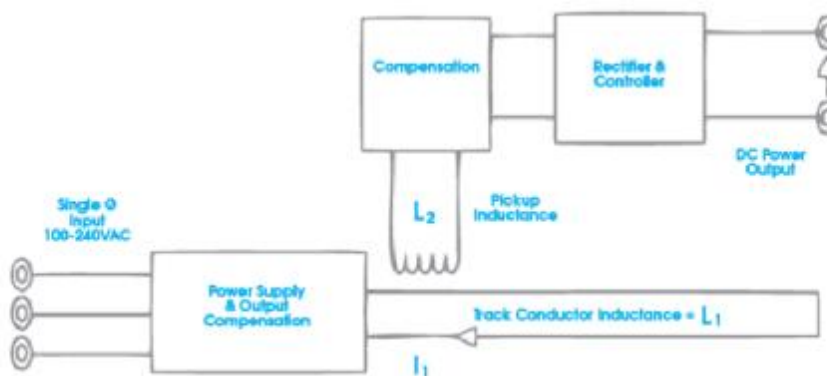 Compensation
Rectifier &
Controller
DC Power
Output
L₂
Pickup
Inductance
Single Ø
Input
100-240VAC
Power Supply
& Output
Compensation
Track Conductor Inductance = L₁
I₁